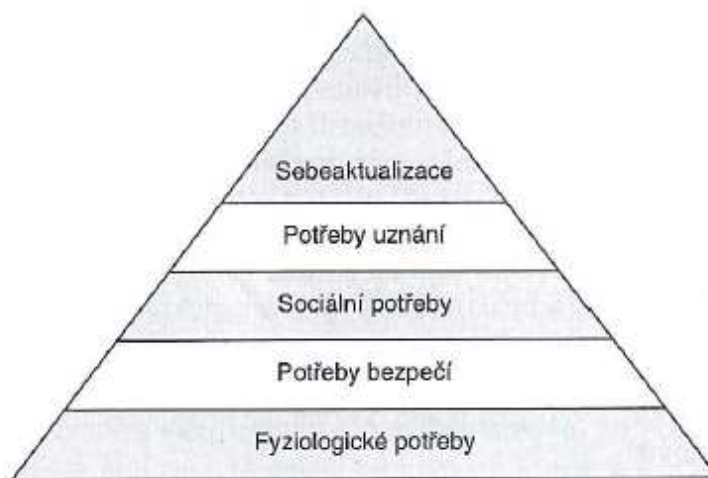 Sebeaktualizace
Potřeby uznání
Sociální potřeby
Potřeby bezpečí
Fyziologické potřeby